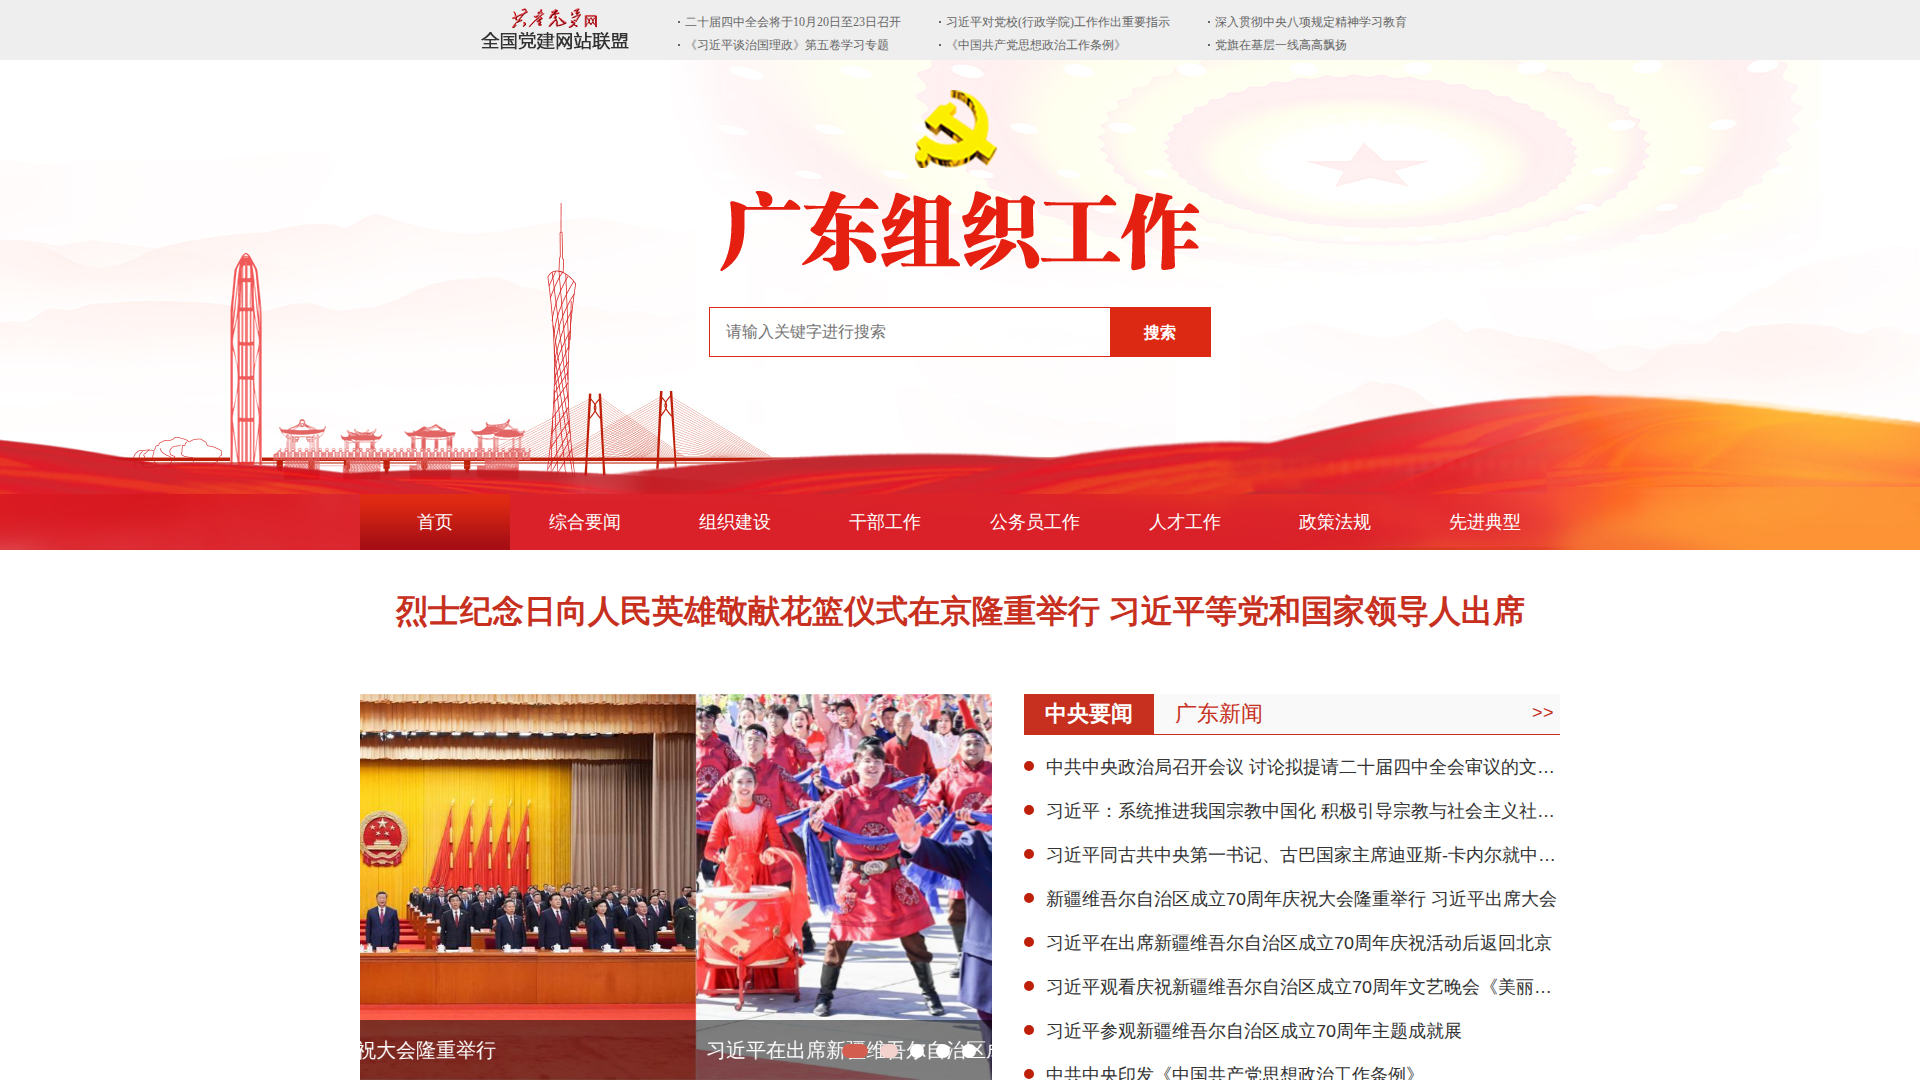 共产党员网
全国党建网站联盟
· 二十届四中全会将于10月20日至23日召开
· 习近平对党校(行政学院)工作作出重要指示
· 深入贯彻中央八项规定精神学习教育
· 《习近平谈治国理政》第五卷学习专题
· 《中国共产党思想政治工作条例》
· 党旗在基层一线高高飘扬
广东组织工作
请输入关键字进行搜索
搜索
首页
综合要闻
组织建设
干部工作
公务员工作
人才工作
政策法规
先进典型
烈士纪念日向人民英雄敬献花篮仪式在京隆重举行 习近平等党和国家领导人出席
祝大会隆重举行
习近平在出席新疆维吾尔自治区成
中央要闻
广东新闻
>>
中共中央政治局召开会议 讨论拟提请二十届四中全会审议的文…
习近平：系统推进我国宗教中国化 积极引导宗教与社会主义社…
习近平同古共中央第一书记、古巴国家主席迪亚斯-卡内尔就中…
新疆维吾尔自治区成立70周年庆祝大会隆重举行 习近平出席大会
习近平在出席新疆维吾尔自治区成立70周年庆祝活动后返回北京
习近平观看庆祝新疆维吾尔自治区成立70周年文艺晚会《美丽…
习近平参观新疆维吾尔自治区成立70周年主题成就展
中共中央印发《中国共产党思想政治工作条例》